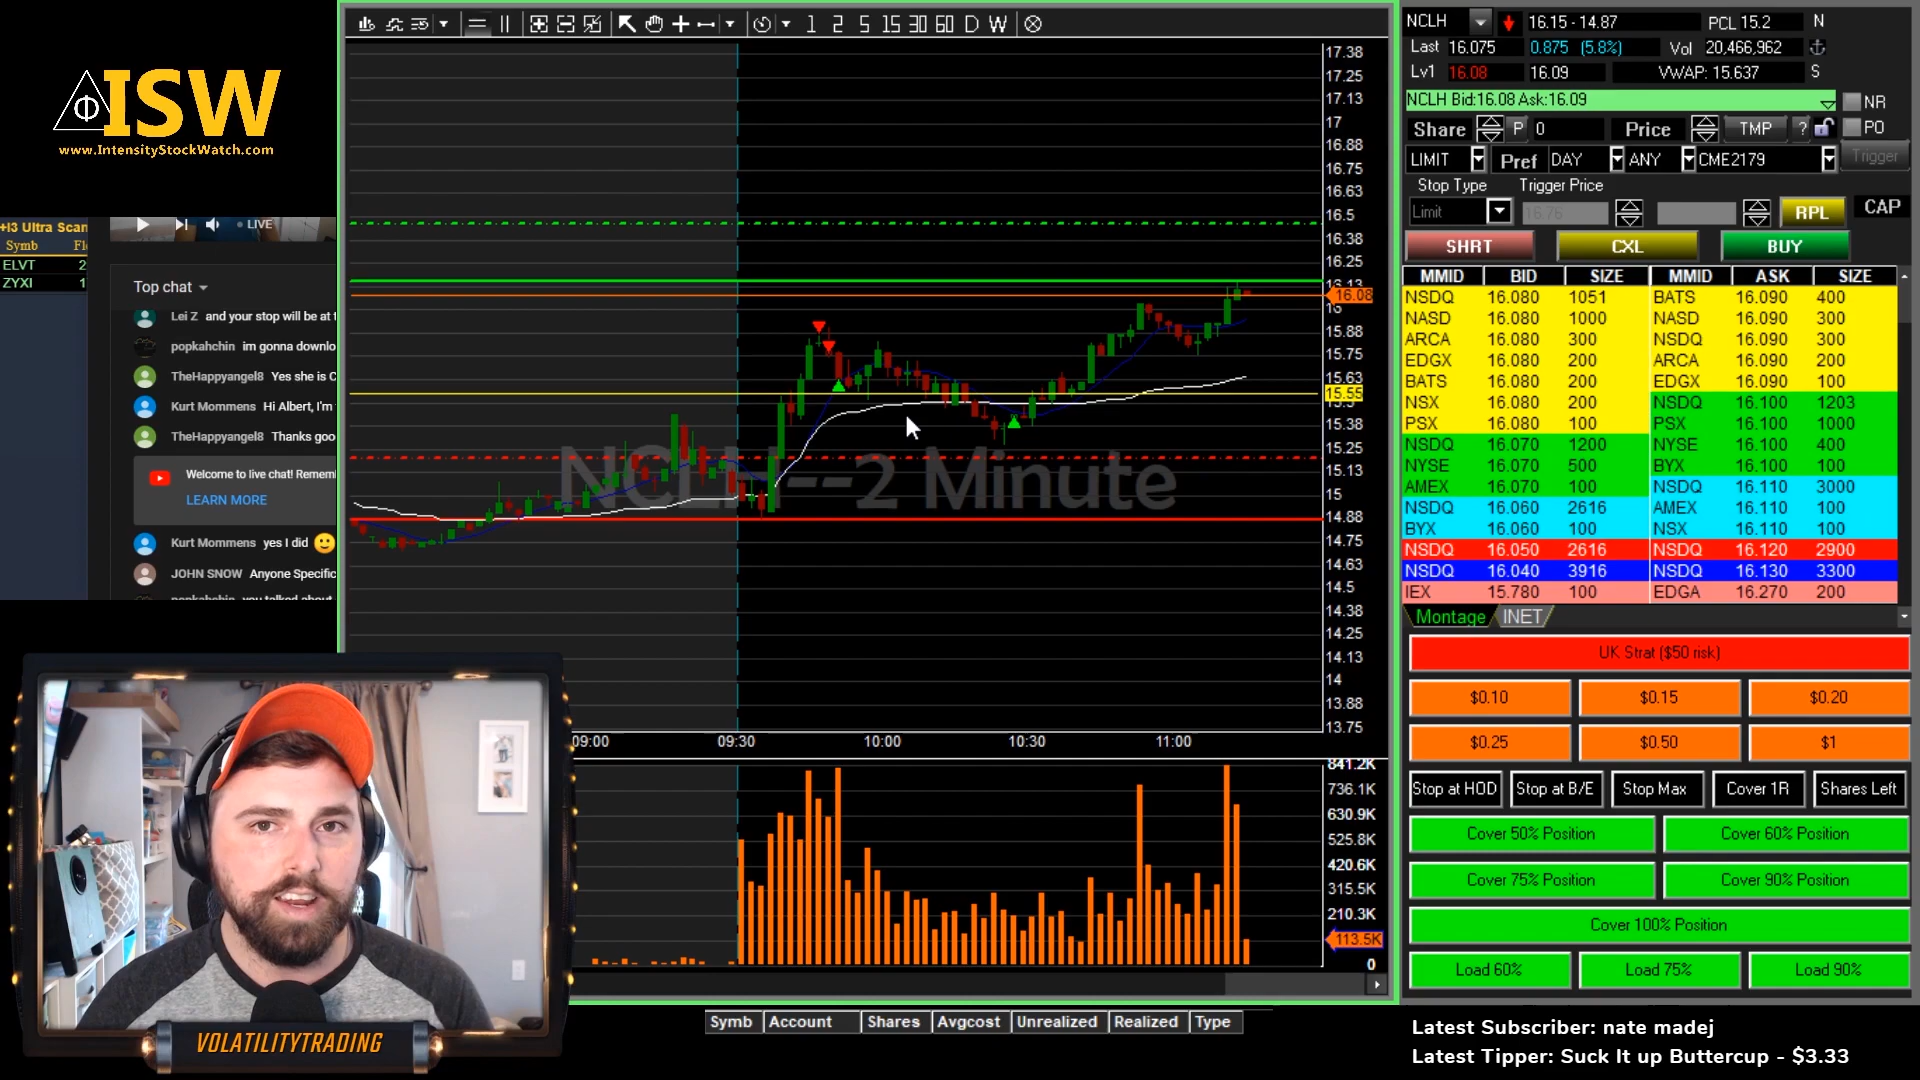 ISW
www.IntensityStockWatch.com
+I3 Ultra Scan
Symb
ELVT 2
ZYXI 1
LIVE
Top chat
Lei Z and your stop will be at t
popkahchin im gonna downlo
TheHappyangel8 Yes she is C
Kurt Mommens Hi Albert, I'm
TheHappyangel8 Thanks goo
Welcome to live chat! Remem
LEARN MORE
Kurt Mommens yes I did
JOHN SNOW Anyone Specific
VOLATILITYTRADING
1 2 5 15 30 60 D W
NCLH--2 Minute
17.38
17.25
17.13
17
16.88
16.75
16.63
16.5
16.38
16.25
16.13
16.08
16
15.88
15.75
15.63
15.55
15.5
15.38
15.25
15.13
15
14.88
14.75
14.63
14.5
14.38
14.25
14.13
14
13.88
13.75
09:00 09:30 10:00 10:30 11:00
841.2K
736.1K
630.9K
525.8K
420.6K
315.5K
210.3K
113.5K
0
Symb Account Shares Avgcost Unrealized Realized Type
NCLH 16.15 - 14.87 PCL 15.2 N
Last 16.075 0.875 (5.8%) Vol 20,466,962
Lv1 16.08 16.09 VWAP: 15.637 S
NCLH Bid:16.08 Ask:16.09 NR
Share P 0 Price TMP ? PO
LIMIT Pref DAY ANY CME2179 Trigger
Stop Type Trigger Price
Limit 16.76 RPL CAP
SHRT CXL BUY
MMID BID SIZE MMID ASK SIZE
NSDQ 16.080 1051 BATS 16.090 400
NASD 16.080 1000 NASD 16.090 300
ARCA 16.080 300 NSDQ 16.090 300
EDGX 16.080 200 ARCA 16.090 200
BATS 16.080 200 EDGX 16.090 100
NSX 16.080 200 NSDQ 16.100 1203
PSX 16.080 100 PSX 16.100 1000
NSDQ 16.070 1200 NYSE 16.100 400
NYSE 16.070 500 BYX 16.100 100
AMEX 16.070 100 NSDQ 16.110 3000
NSDQ 16.060 2616 AMEX 16.110 100
BYX 16.060 100 NSX 16.110 100
NSDQ 16.050 2616 NSDQ 16.120 2900
NSDQ 16.040 3916 NSDQ 16.130 3300
IEX 15.780 100 EDGA 16.270 200
Montage INET
UK Strat ($50 risk)
$0.10 $0.15 $0.20
$0.25 $0.50 $1
Stop at HOD Stop at B/E Stop Max Cover 1R Shares Left
Cover 50% Position Cover 60% Position
Cover 75% Position Cover 90% Position
Cover 100% Position
Load 60% Load 75% Load 90%
Latest Subscriber: nate madej
Latest Tipper: Suck It up Buttercup - $3.33